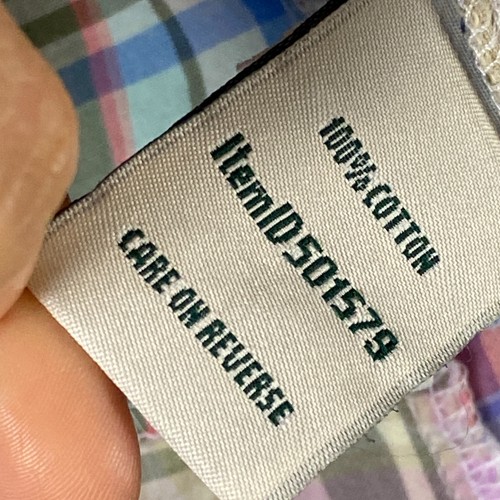 100% COTTON
ItemID 501579
CARE ON REVERSE